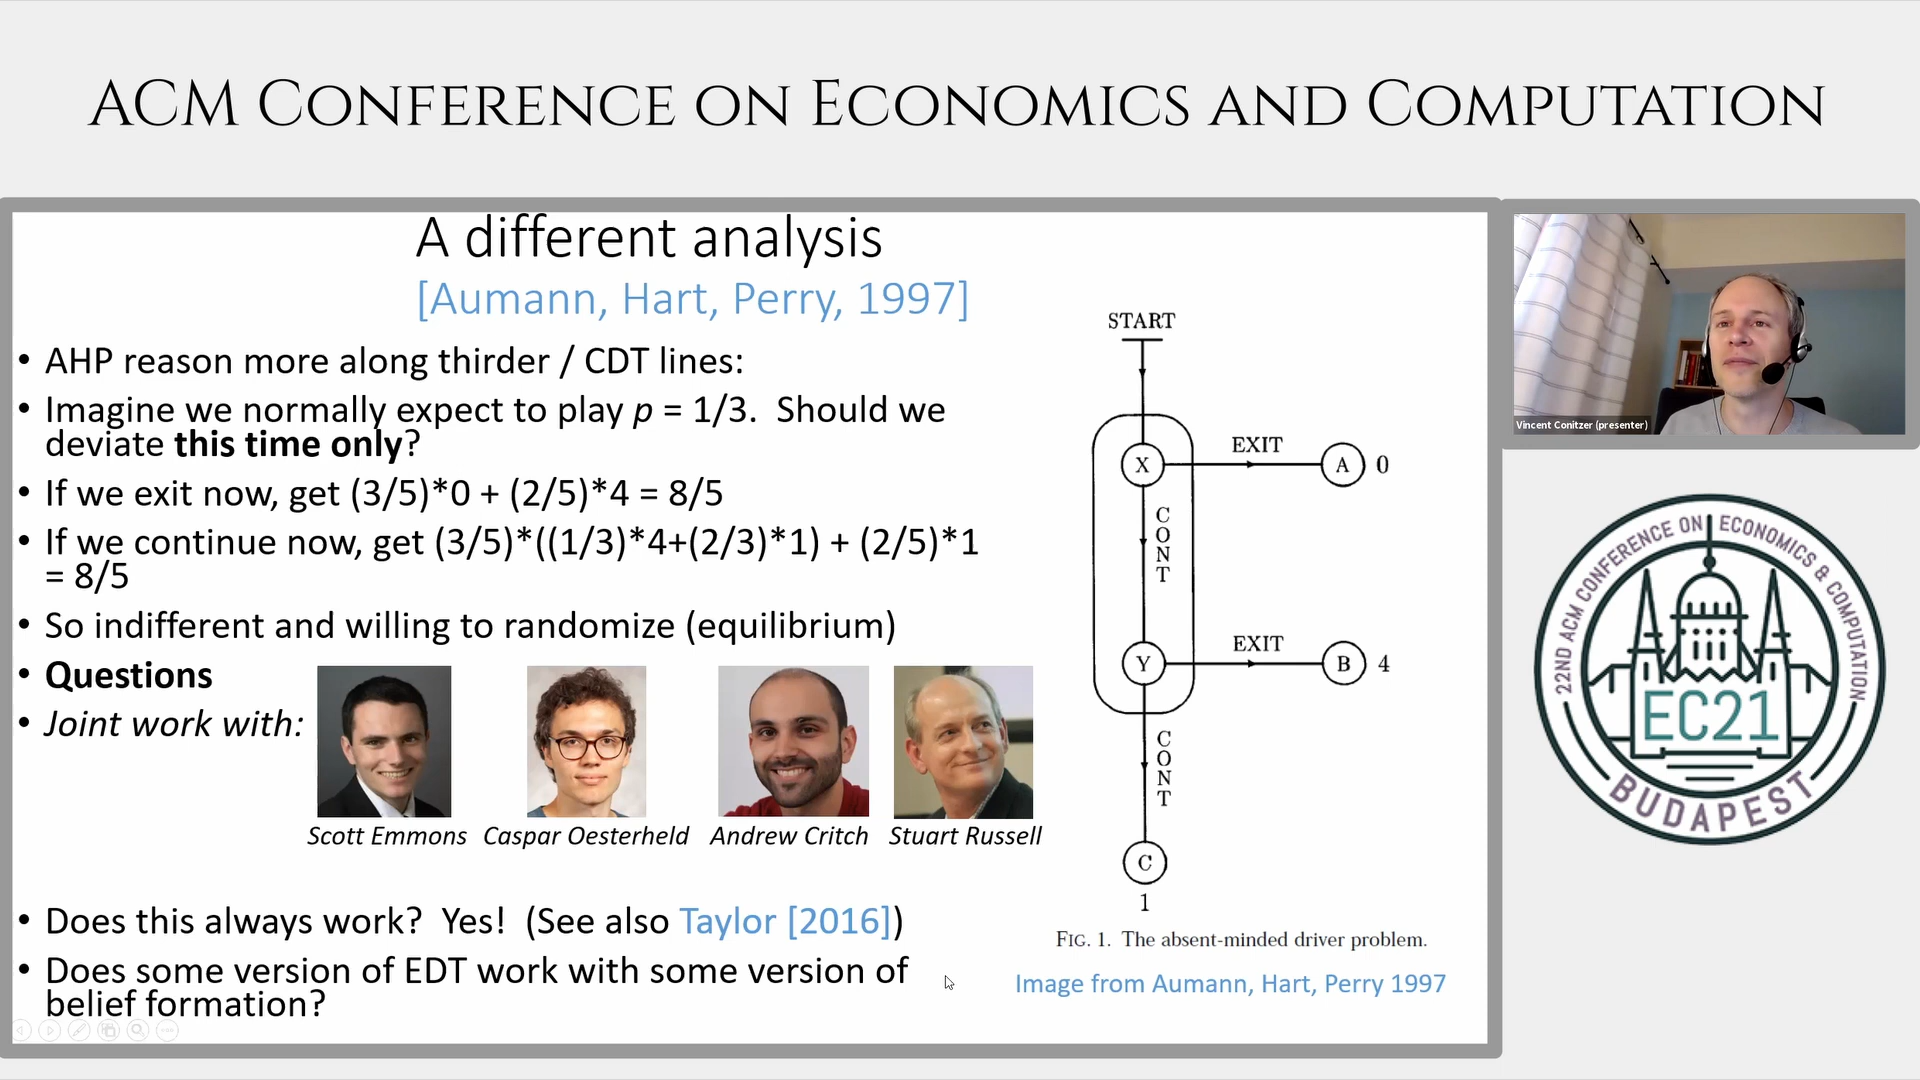 ACM Conference on Economics and Computation
A different analysis
[Aumann, Hart, Perry, 1997]
• AHP reason more along thirder / CDT lines:
• Imagine we normally expect to play p = 1/3. Should we
deviate this time only?
• If we exit now, get (3/5)*0 + (2/5)*4 = 8/5
• If we continue now, get (3/5)*((1/3)*4+(2/3)*1) + (2/5)*1
= 8/5
• So indifferent and willing to randomize (equilibrium)
• Questions
• Joint work with:
Scott Emmons Caspar Oesterheld Andrew Critch Stuart Russell
• Does this always work? Yes! (See also Taylor [2016])
• Does some version of EDT work with some version of
belief formation?
START
X EXIT A 0
CONT
Y EXIT B 4
CONT
C
1
FIG. 1. The absent-minded driver problem.
Image from Aumann, Hart, Perry 1997
Vincent Conitzer (presenter)
22ND ACM CONFERENCE ON ECONOMICS & COMPUTATION
EC21
BUDAPEST